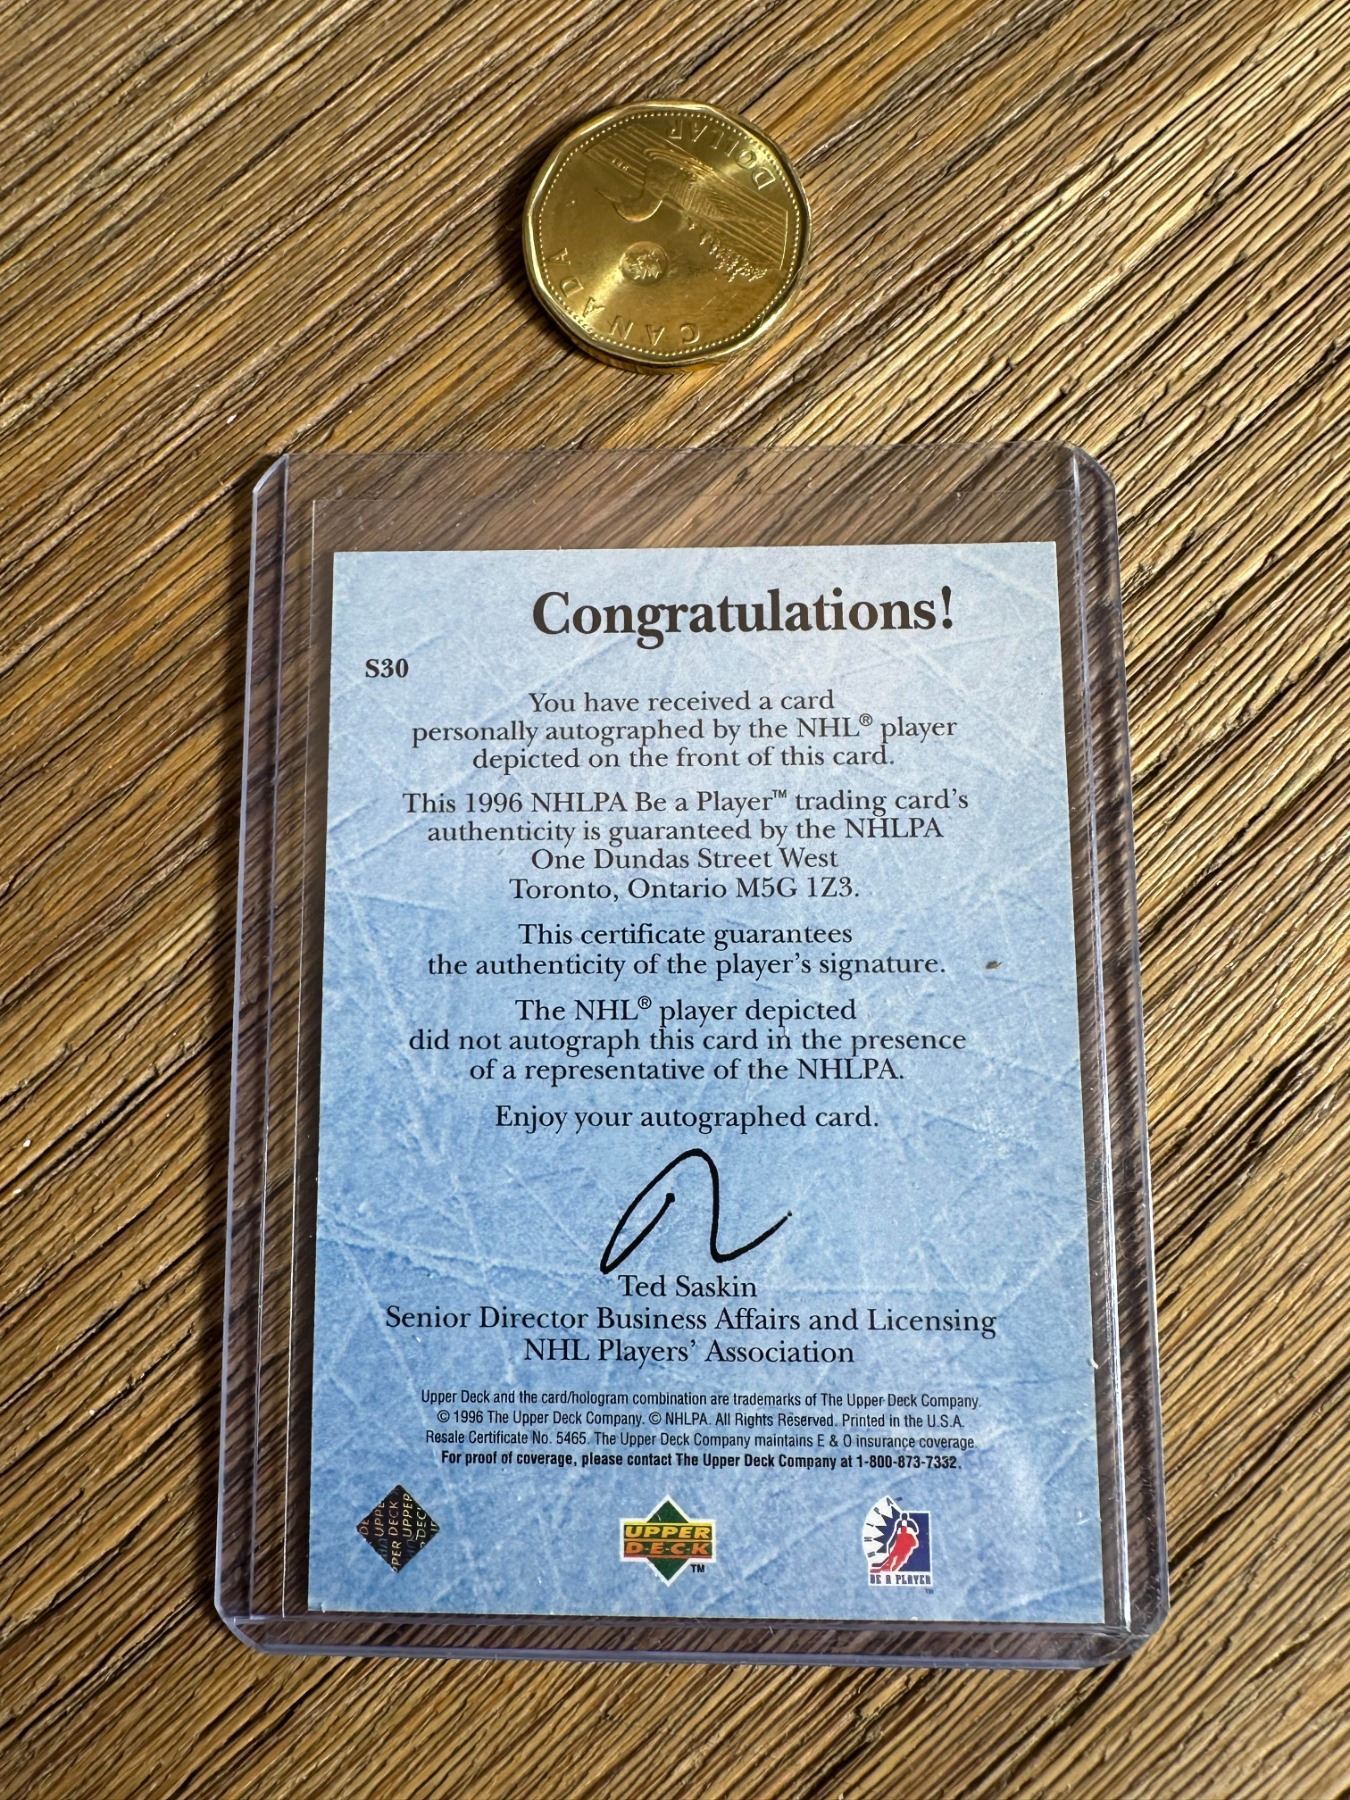 DOLLAR
CANADA
Congratulations!
S30
You have received a card
personally autographed by the NHL® player
depicted on the front of this card.
This 1996 NHLPA Be a Player™ trading card's
authenticity is guaranteed by the NHLPA
One Dundas Street West
Toronto, Ontario M5G 1Z3.
This certificate guarantees
the authenticity of the player's signature.
The NHL® player depicted
did not autograph this card in the presence
of a representative of the NHLPA.
Enjoy your autographed card.
Ted Saskin
Senior Director Business Affairs and Licensing
NHL Players' Association
Upper Deck and the card/hologram combination are trademarks of The Upper Deck Company.
© 1996 The Upper Deck Company. © NHLPA. All Rights Reserved. Printed in the U.S.A.
Resale Certificate No. 5465. The Upper Deck Company maintains E & O insurance coverage.
For proof of coverage, please contact The Upper Deck Company at 1-800-873-7332.
UPPER
DECK
UPPER
UPPER
D·E·C·K
TM
NHLPA
BE A PLAYER